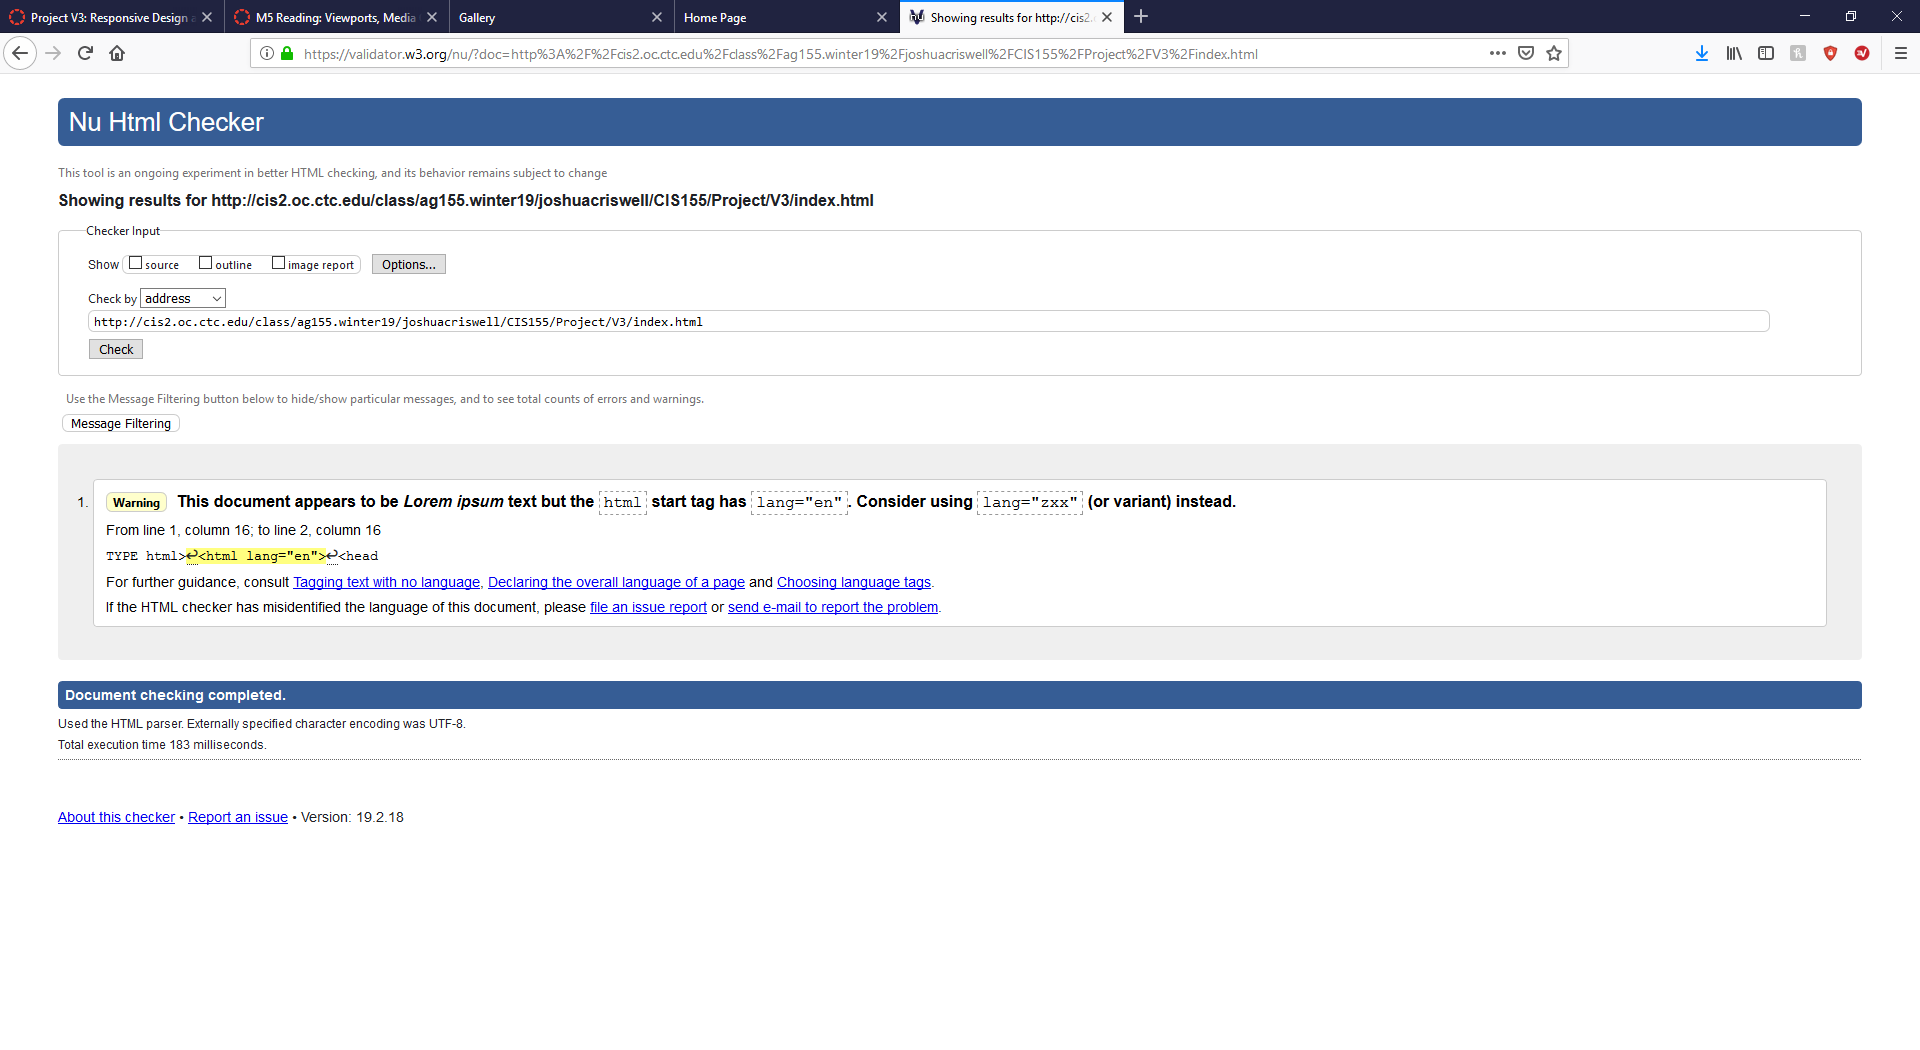 Project V3: Responsive Design a
M5 Reading: Viewports, Media
Gallery
Home Page
Showing results for http://cis2.
https://validator.w3.org/nu/?doc=http%3A%2F%2Fcis2.oc.ctc.edu%2Fclass%2Fag155.winter19%2Fjoshuacriswell%2FCIS155%2FProject%2FV3%2Findex.html
Nu Html Checker
This tool is an ongoing experiment in better HTML checking, and its behavior remains subject to change
Showing results for http://cis2.oc.ctc.edu/class/ag155.winter19/joshuacriswell/CIS155/Project/V3/index.html
Checker Input
Show source outline image report Options...
Check by address
http://cis2.oc.ctc.edu/class/ag155.winter19/joshuacriswell/CIS155/Project/V3/index.html
Check
Use the Message Filtering button below to hide/show particular messages, and to see total counts of errors and warnings.
Message Filtering
1. Warning This document appears to be Lorem ipsum text but the html start tag has lang="en". Consider using lang="zxx" (or variant) instead.
From line 1, column 16; to line 2, column 16
TYPE html>↩<html lang="en">↩<head
For further guidance, consult Tagging text with no language, Declaring the overall language of a page and Choosing language tags.
If the HTML checker has misidentified the language of this document, please file an issue report or send e-mail to report the problem.
Document checking completed.
Used the HTML parser. Externally specified character encoding was UTF-8.
Total execution time 183 milliseconds.
About this checker • Report an issue • Version: 19.2.18